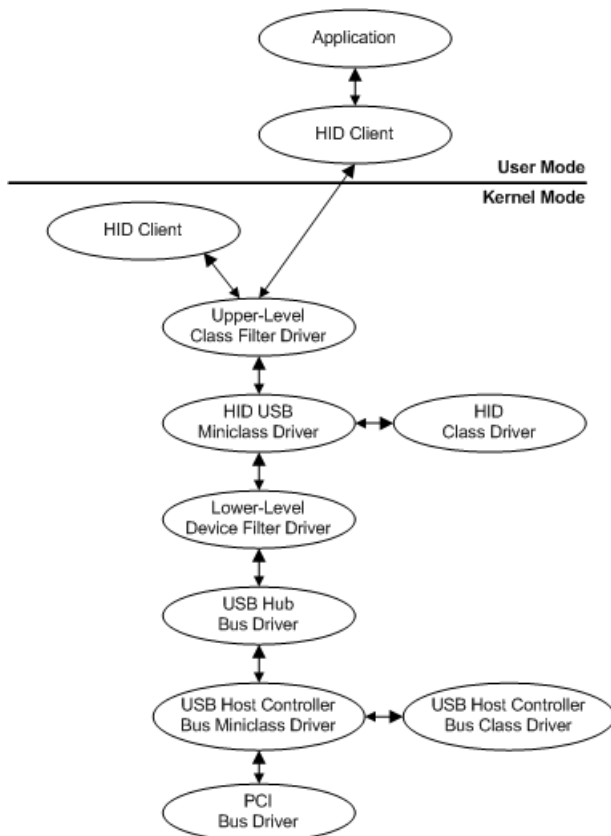 Application
HID Client
User Mode
Kernel Mode
HID Client
Upper-Level
Class Filter Driver
HID USB
Miniclass Driver
HID
Class Driver
Lower-Level
Device Filter Driver
USB Hub
Bus Driver
USB Host Controller
Bus Miniclass Driver
USB Host Controller
Bus Class Driver
PCI
Bus Driver